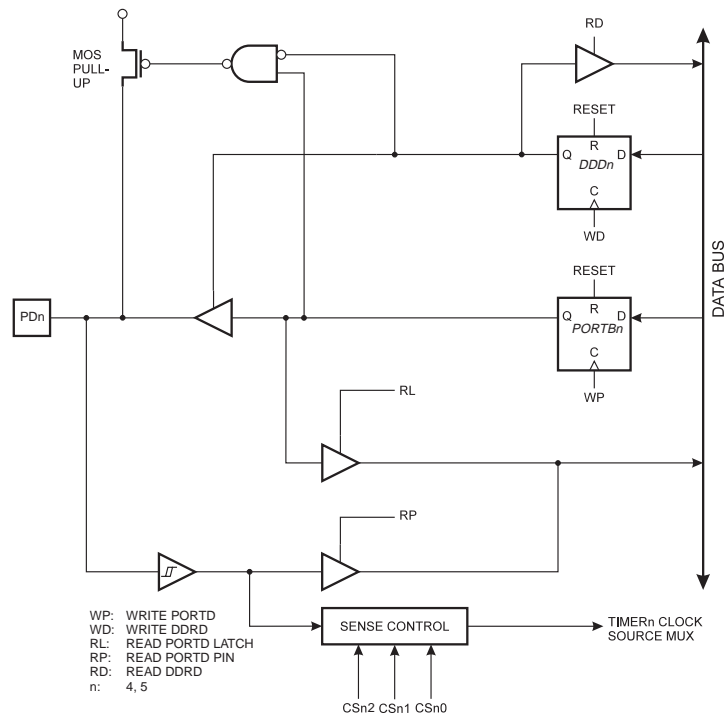 RD
MOS
PULL-
UP
RESET
R
Q DDDn D
C
WD
DATA BUS
RESET
R
PDn
Q PORTBn D
C
WP
RL
RP
WP: WRITE PORTD
WD: WRITE DDRD
RL: READ PORTD LATCH
RP: READ PORTD PIN
RD: READ DDRD
n: 4, 5
SENSE CONTROL
TIMERn CLOCK
SOURCE MUX
CSn2 CSn1 CSn0